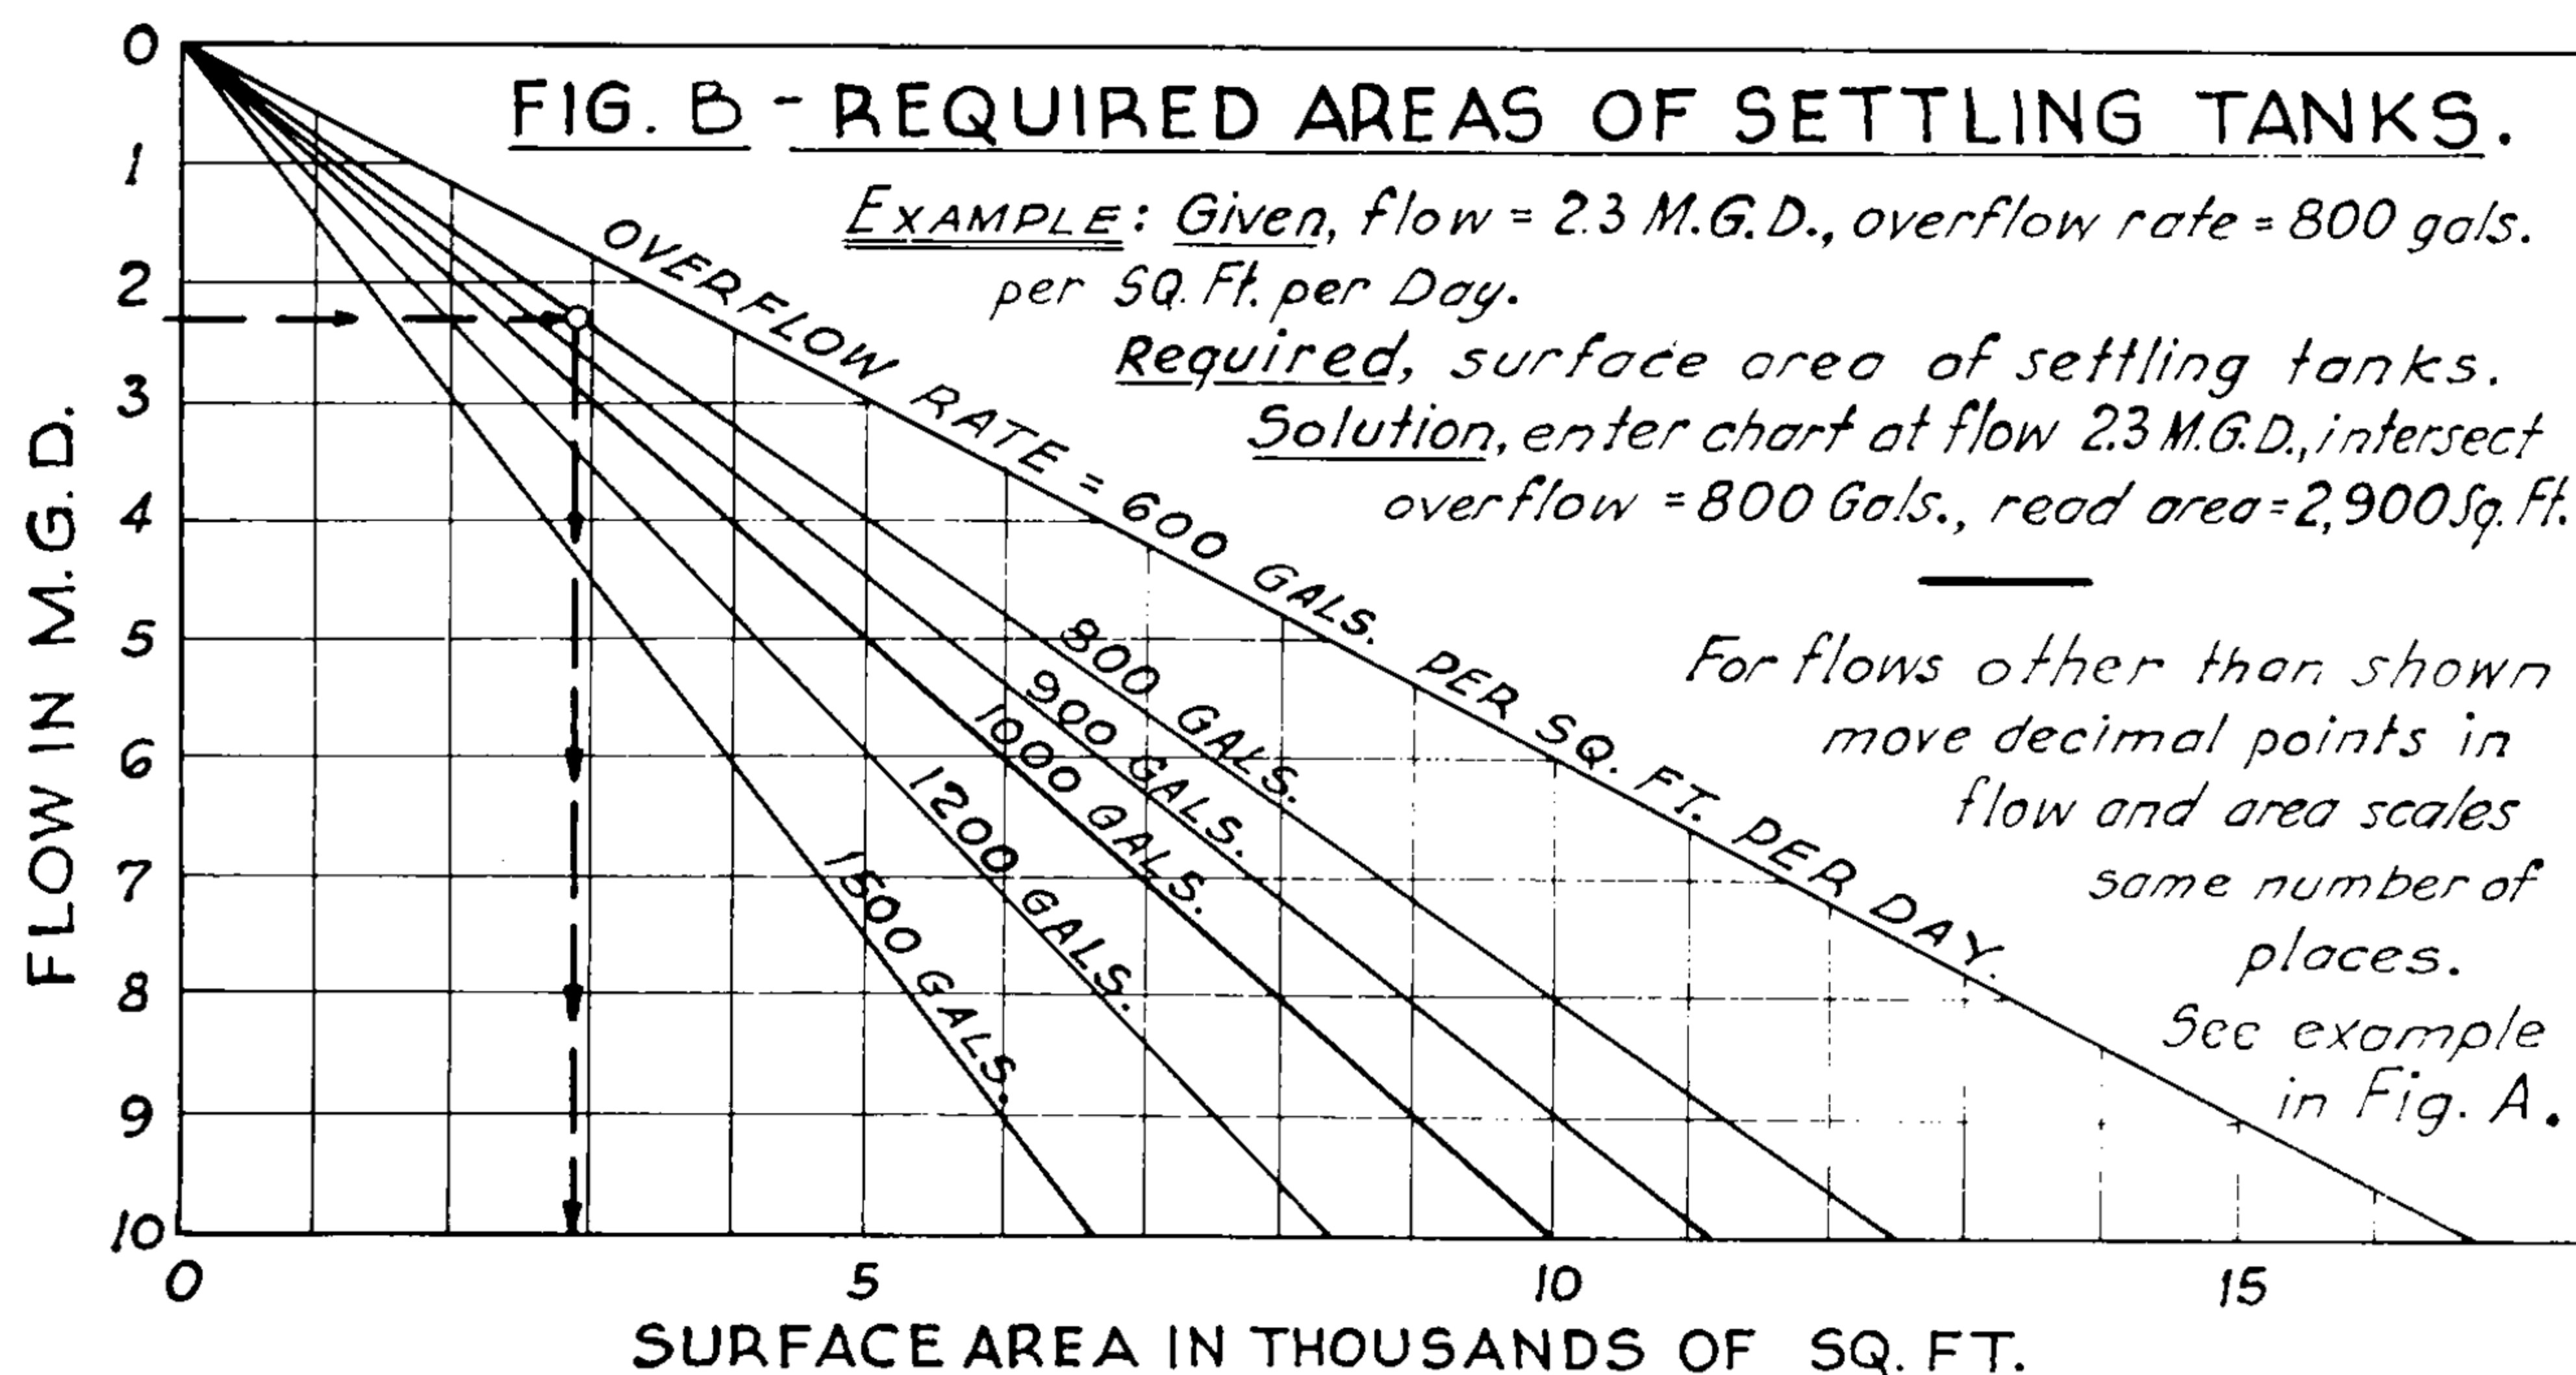 FIG. B - REQUIRED AREAS OF SETTLING TANKS.
EXAMPLE: Given, flow = 2.3 M.G.D., overflow rate = 800 gals.
per SQ. Ft. per Day.
Required, surface area of settling tanks.
Solution, enter chart at flow 2.3 M.G.D., intersect
overflow = 800 Gals., read area = 2,900 Sq. Ft.
For flows other than shown
move decimal points in
flow and area scales
same number of
places.
See example
in Fig. A.
OVERFLOW RATE = 600 GALS. PER SQ. FT. PER DAY.
800 GALS.
900 GALS.
1000 GALS.
1200 GALS.
1500 GALS.
FLOW IN M.G.D.
0
1
2
3
4
5
6
7
8
9
10
0 5 10 15
SURFACE AREA IN THOUSANDS OF SQ. FT.